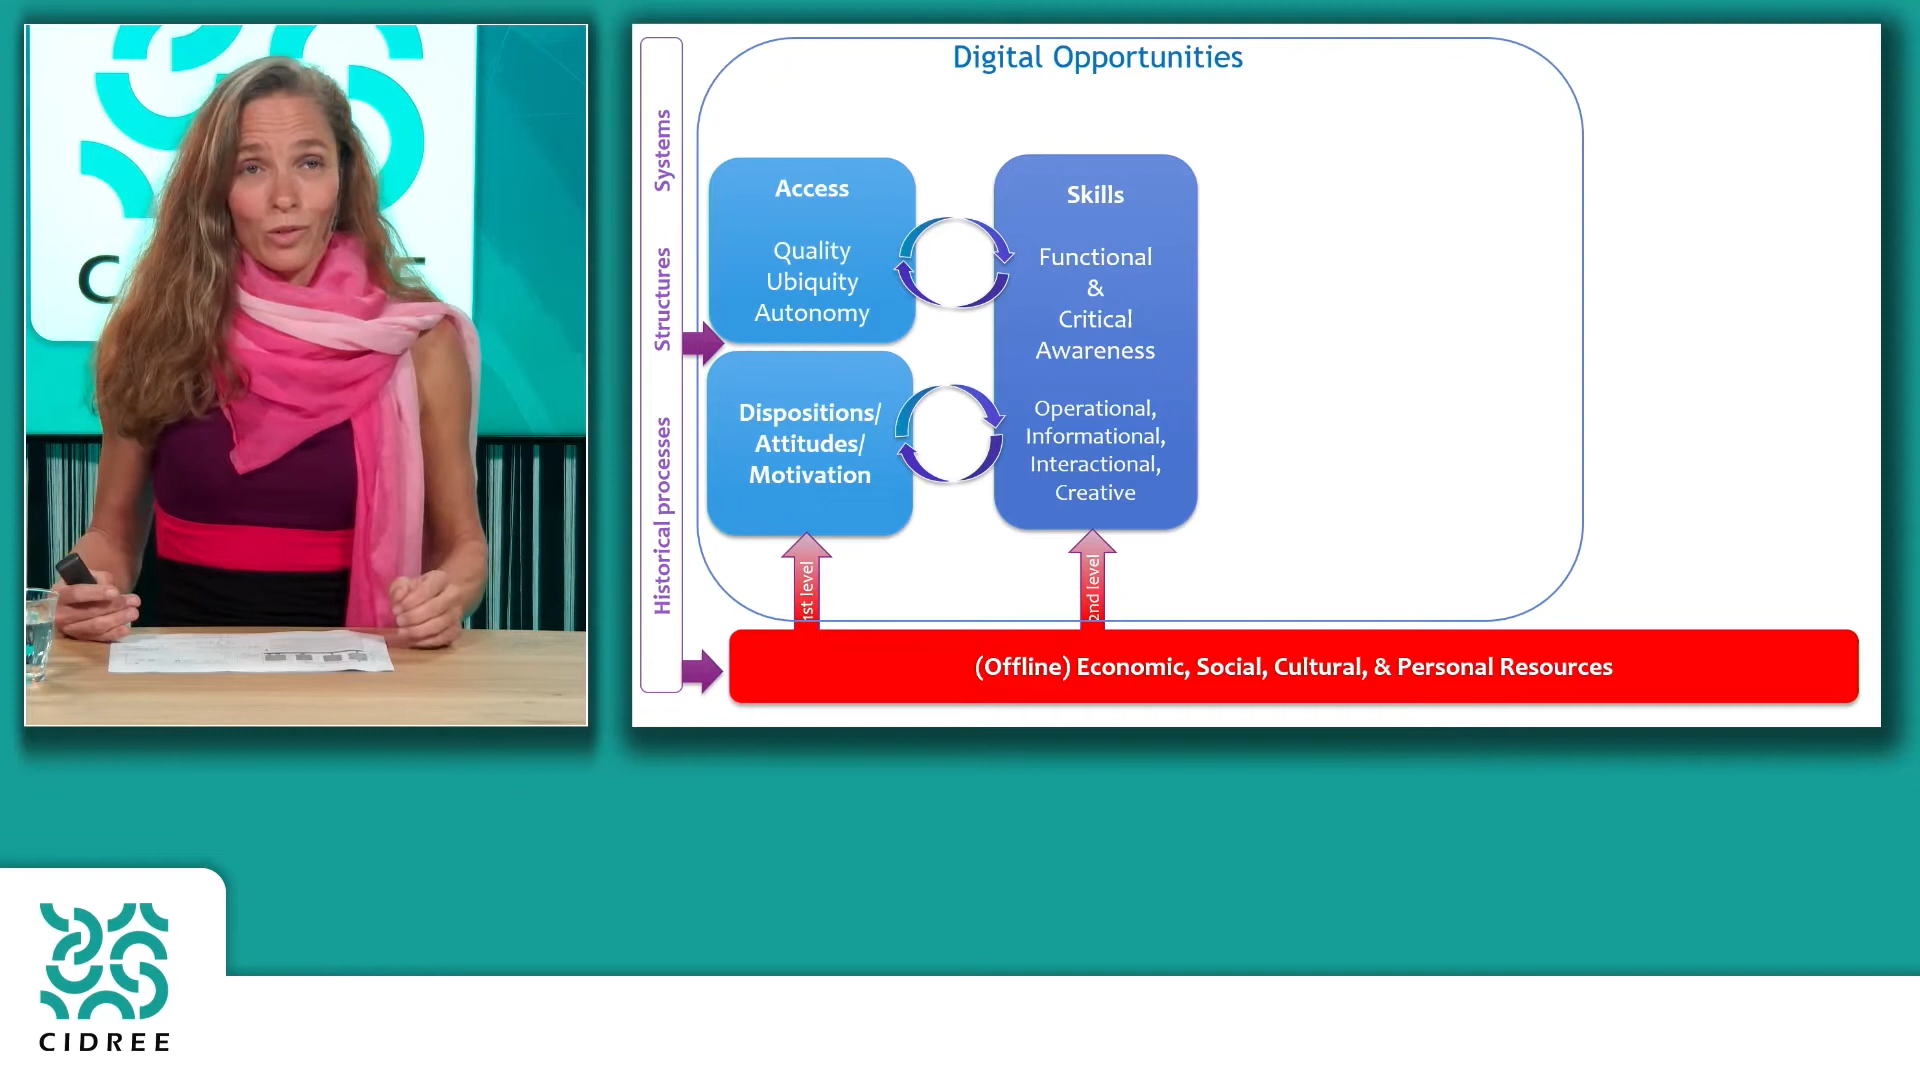 C
E
Digital Opportunities
Systems
Structures
Historical processes
Access
Quality
Ubiquity
Autonomy
Dispositions/
Attitudes/
Motivation
Skills
Functional
&
Critical
Awareness
Operational,
Informational,
Interactional,
Creative
1st level
2nd level
(Offline) Economic, Social, Cultural, & Personal Resources
CIDREE